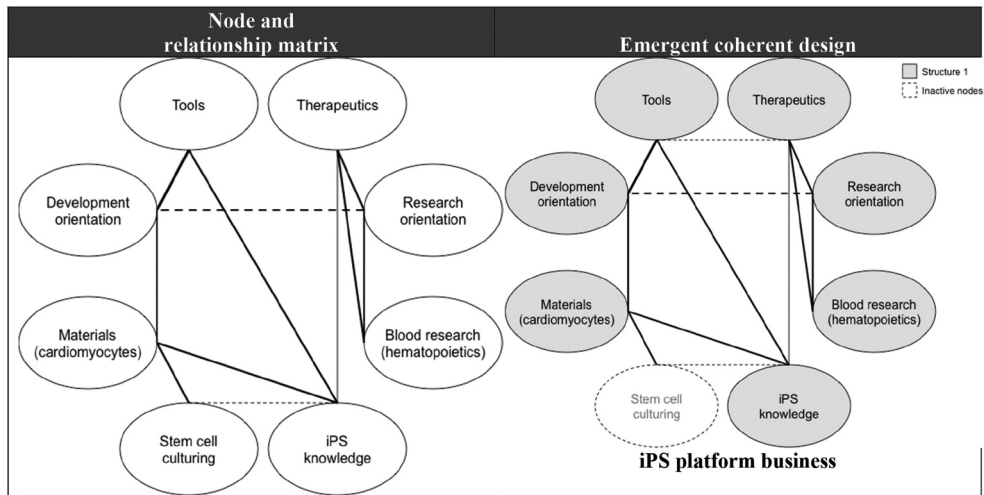 Node and
relationship matrix
Emergent coherent design
Tools
Therapeutics
Development
orientation
Research
orientation
Materials
(cardiomyocytes)
Blood research
(hematopoietics)
Stem cell
culturing
iPS
knowledge
Structure 1
Inactive nodes
Tools
Therapeutics
Development
orientation
Research
orientation
Materials
(cardiomyocytes)
Blood research
(hematopoietics)
Stem cell
culturing
iPS
knowledge
iPS platform business